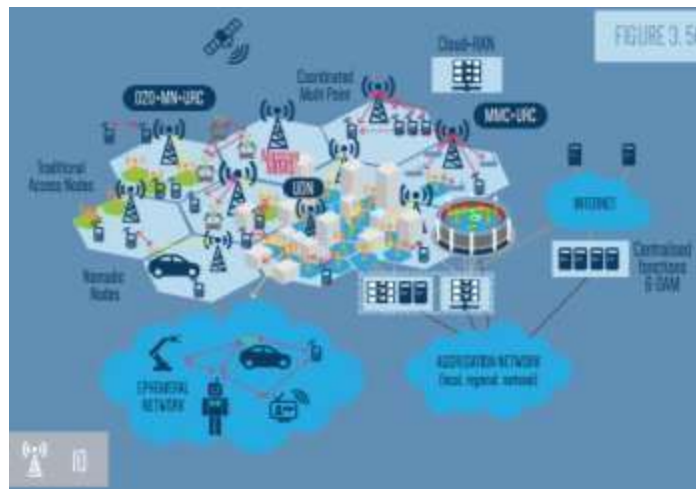 FIGURE 3. 5
Cloud-RAN
Coordinated
Multi Point
D2D+MN+URC
MMC+URC
Traditional
Access Nodes
UDN
INTERNET
Nomadic
Nodes
Centralised
functions
& OAM
AGGREGATION NETWORK
(local, regional, national)
EPHEMERAL
NETWORK
10